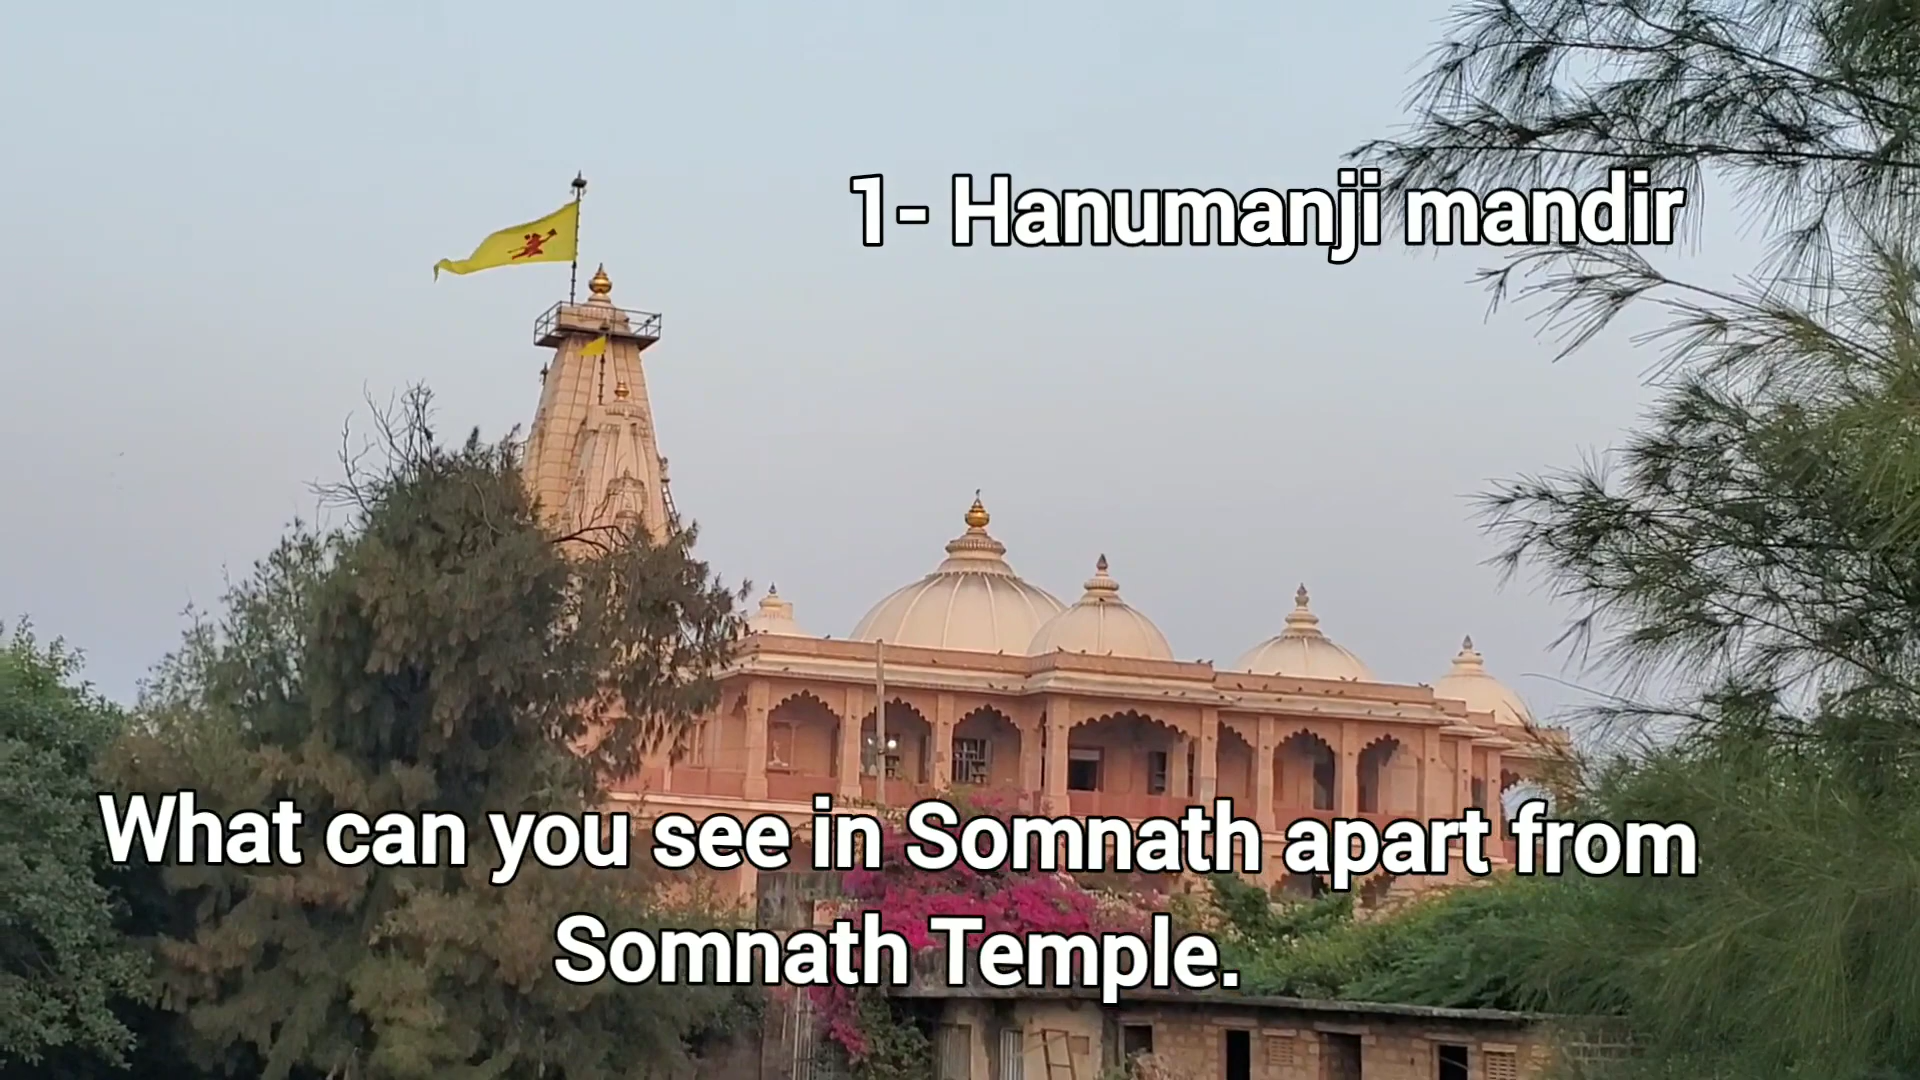 1- Hanumanji mandir
What can you see in Somnath apart from
Somnath Temple.